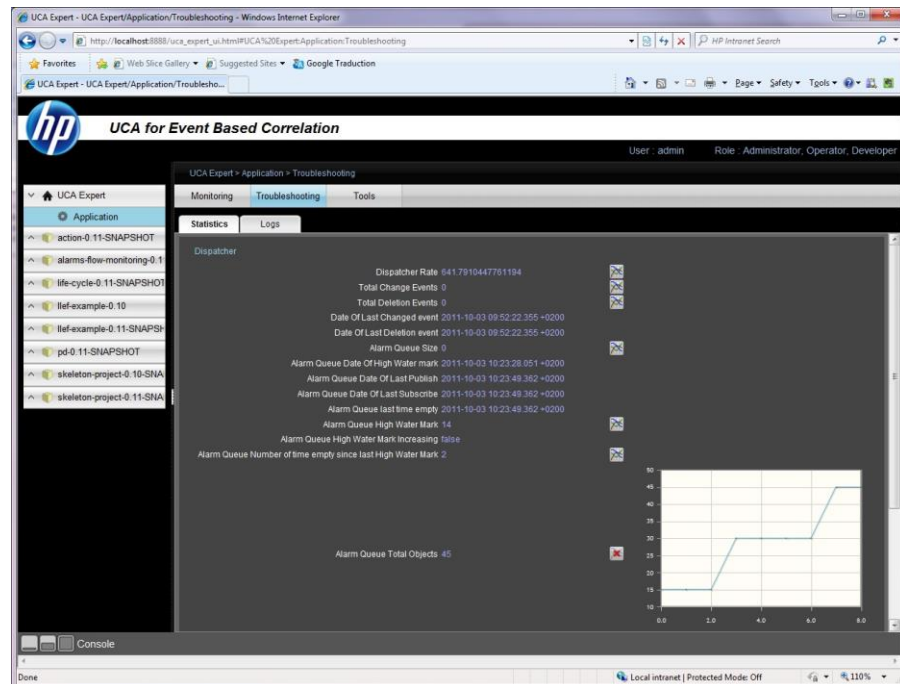 UCA Expert - UCA Expert/Application/Troubleshooting - Windows Internet Explorer
http://localhost:8888/uca_expert_ui.html#UCA%20Expert:Application:Troubleshooting
HP Intranet Search
Favorites Web Slice Gallery Suggested Sites Google Traduction
UCA Expert - UCA Expert/Application/Troublesho...
Page Safety Tools
hp
UCA for Event Based Correlation
User : admin Role : Administrator, Operator, Developer
UCA Expert > Application > Troubleshooting
UCA Expert
Monitoring Troubleshooting Tools
Application
Statistics Logs
action-0.11-SNAPSHOT
alarms-flow-monitoring-0.1
life-cycle-0.11-SNAPSHOT
llef-example-0.10
llef-example-0.11-SNAPSH
pd-0.11-SNAPSHOT
skeleton-project-0.10-SNA
skeleton-project-0.11-SNA
Dispatcher
Dispatcher Rate 641.7910447761194
Total Change Events 0
Total Deletion Events 0
Date Of Last Changed event 2011-10-03 09:52:22.355 +0200
Date Of Last Deletion event 2011-10-03 09:52:22.355 +0200
Alarm Queue Size 0
Alarm Queue Date Of High Water mark 2011-10-03 10:23:28.051 +0200
Alarm Queue Date Of Last Publish 2011-10-03 10:23:49.362 +0200
Alarm Queue Date Of Last Subscribe 2011-10-03 10:23:49.362 +0200
Alarm Queue last time empty 2011-10-03 10:23:49.362 +0200
Alarm Queue High Water Mark 14
Alarm Queue High Water Mark Increasing false
Alarm Queue Number of time empty since last High Water Mark 2
Alarm Queue Total Objects 45
50
45
40
35
30
25
20
15
10
0.0 2.0 4.0 6.0 8.0
Console
Done
Local intranet | Protected Mode: Off
110%